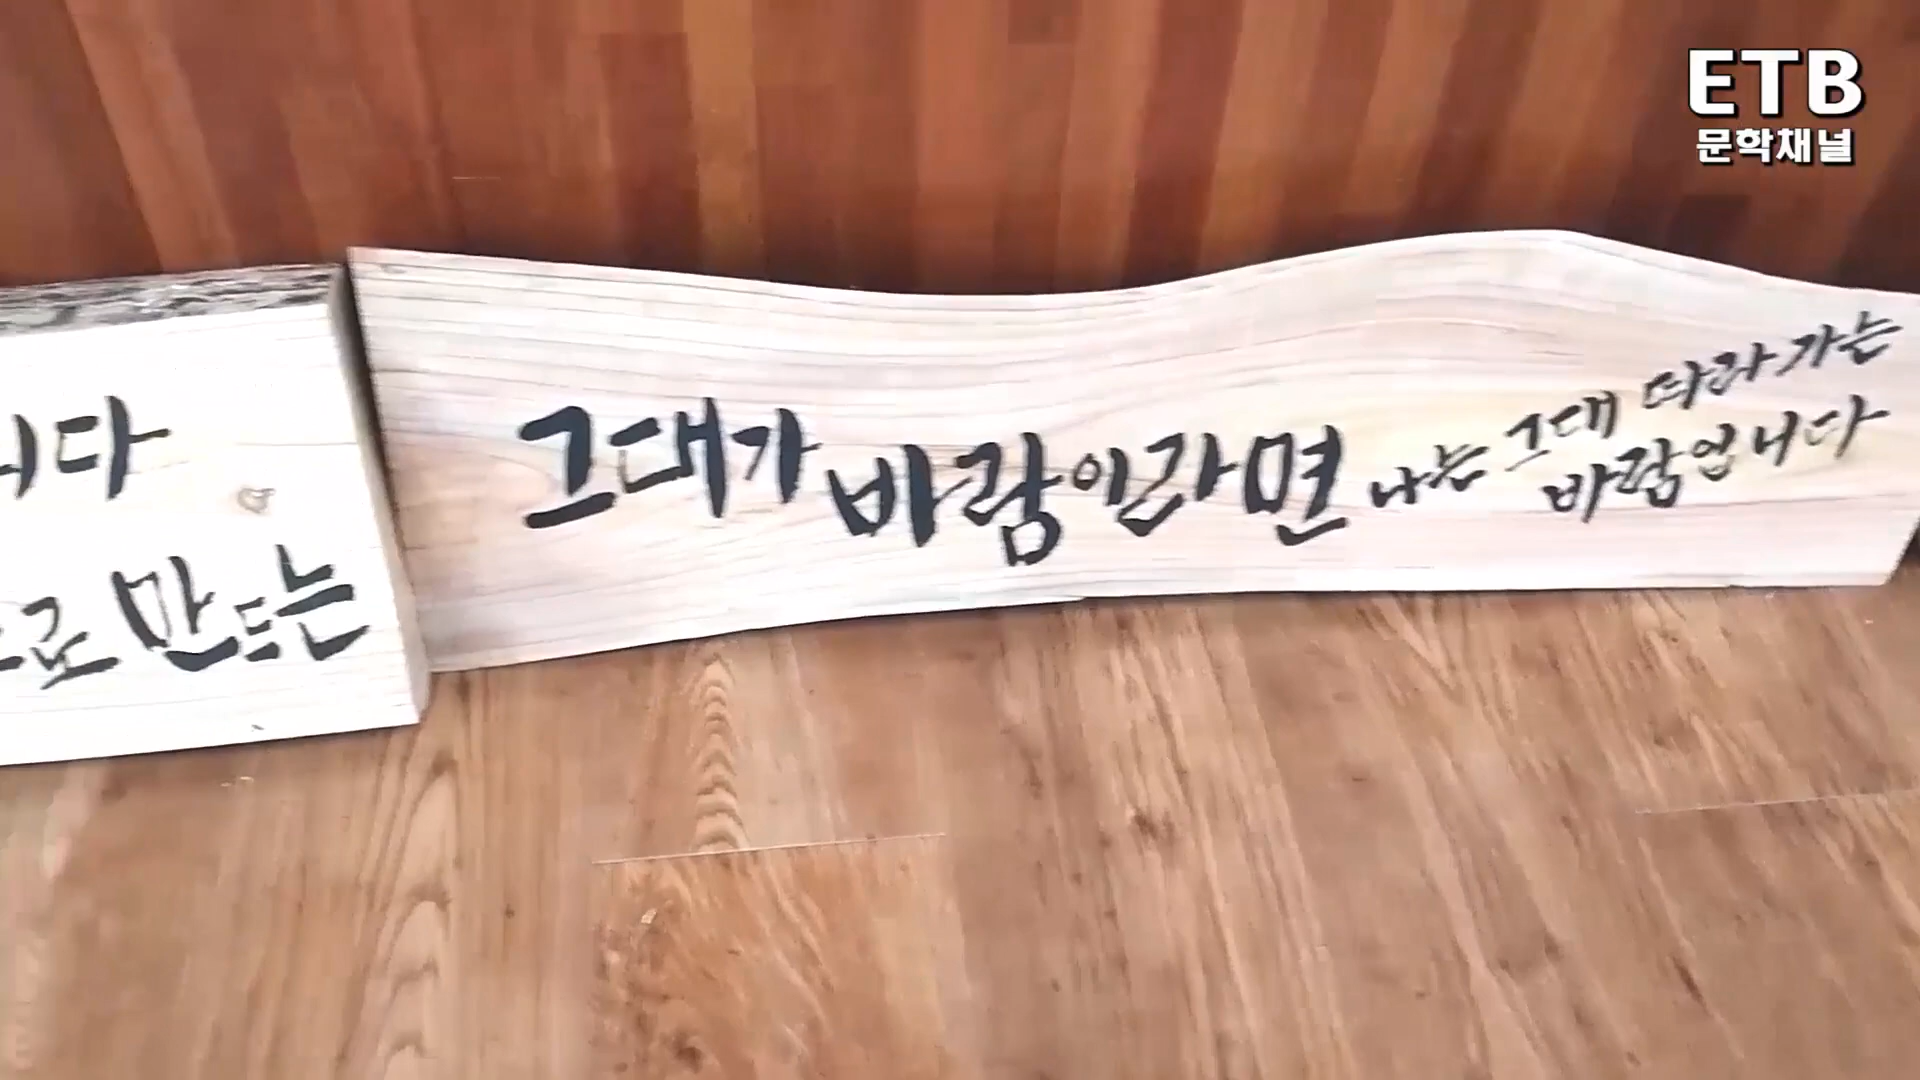 ETB
문학채널
니다
로 만드는
그대가 바람이라면 나는 그대 따라 가는
바람입니다